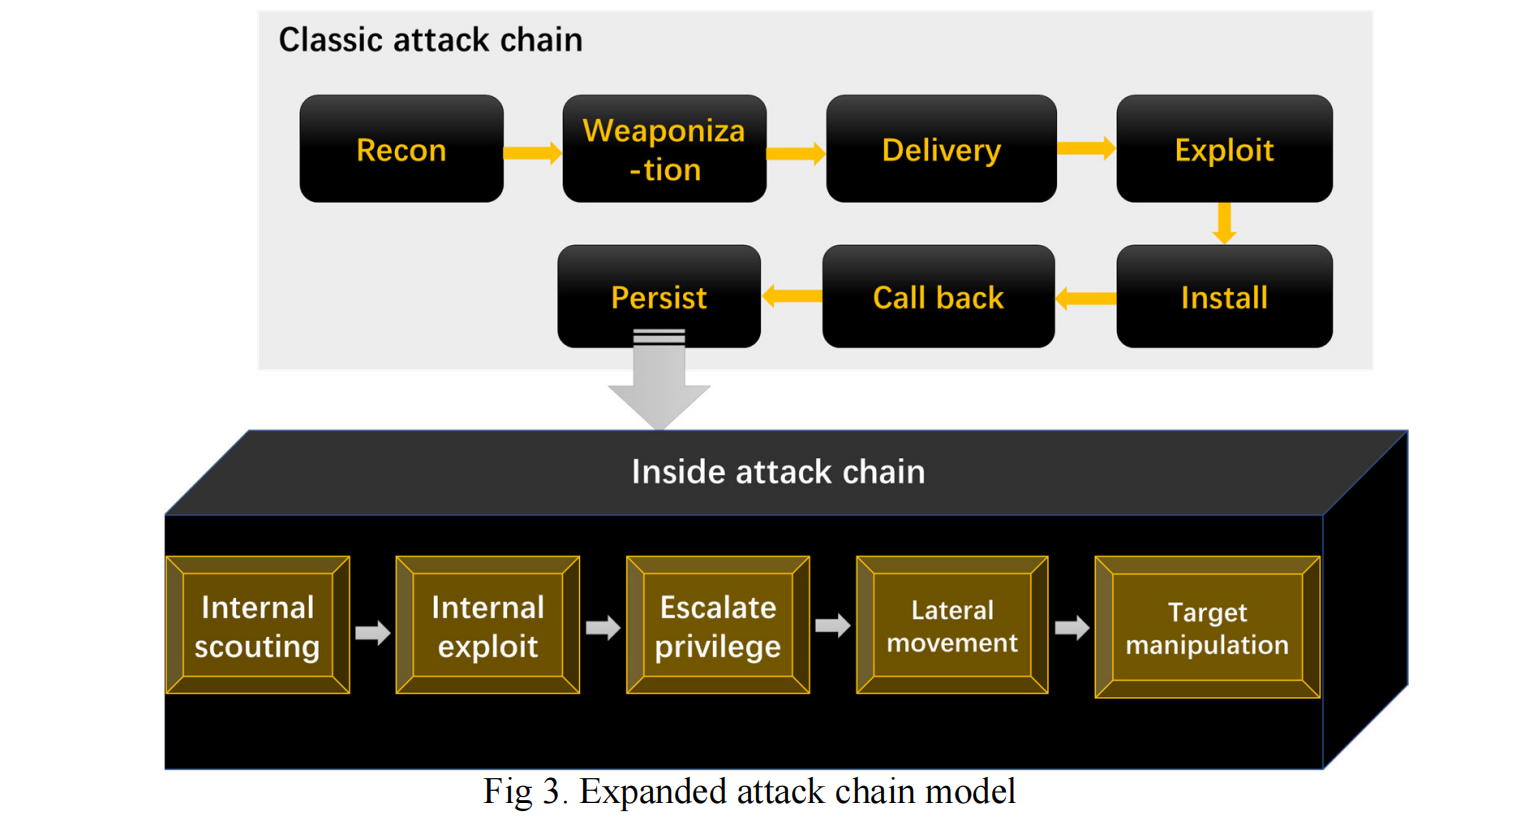 Classic attack chain
Recon
Weaponiza
-tion
Delivery
Exploit
Persist
Call back
Install
Inside attack chain
Internal
scouting
Internal
exploit
Escalate
privilege
Lateral
movement
Target
manipulation
Fig 3. Expanded attack chain model